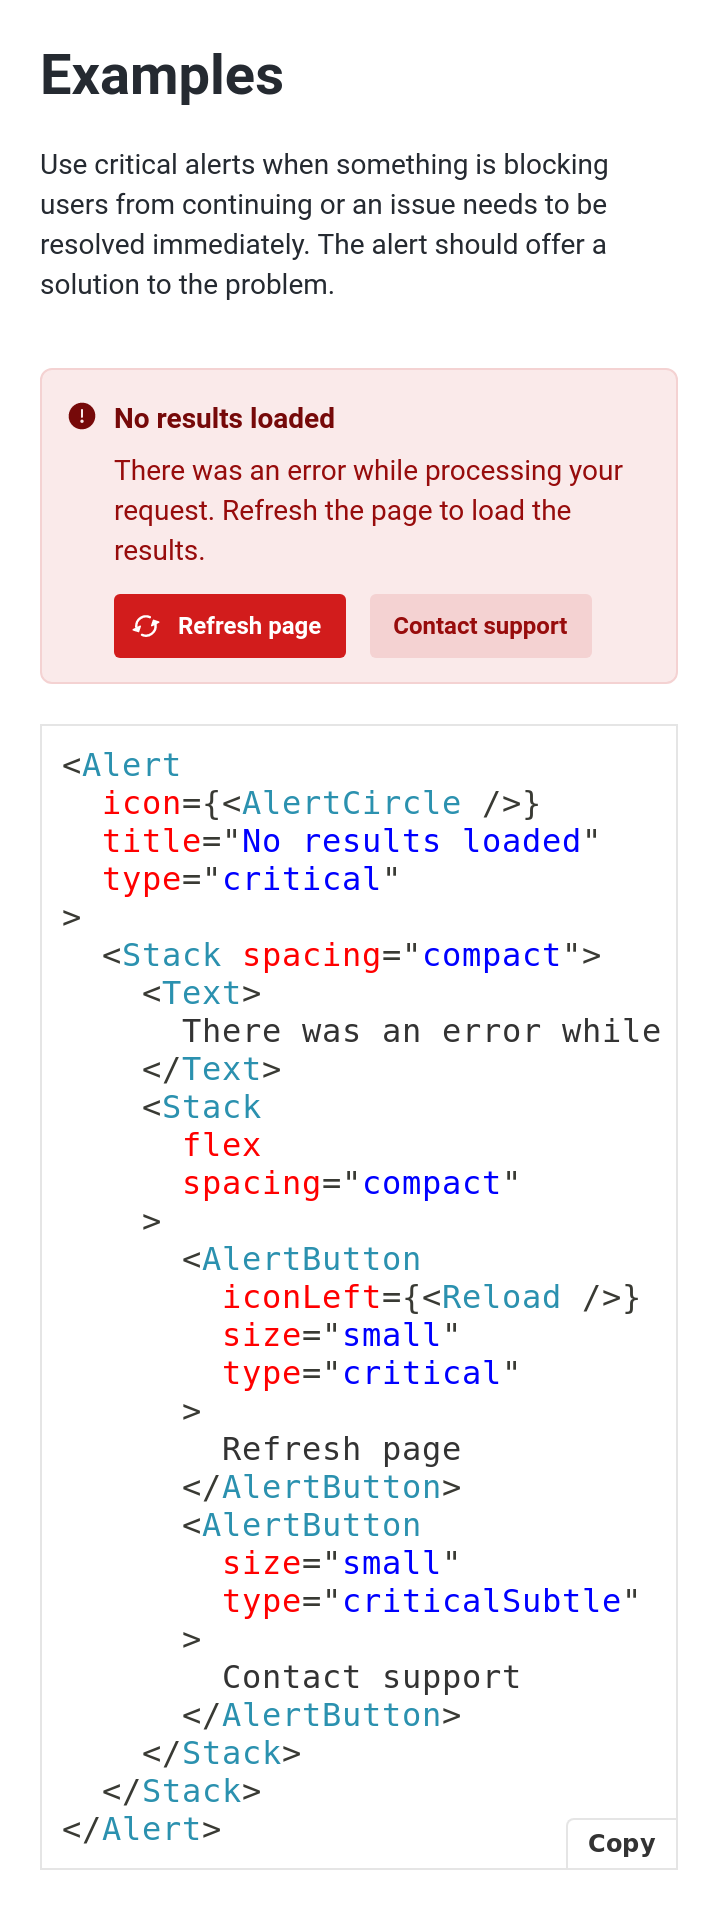 Examples
Use critical alerts when something is blocking
users from continuing or an issue needs to be
resolved immediately. The alert should offer a
solution to the problem.
No results loaded
There was an error while processing your
request. Refresh the page to load the
results.
Refresh page
Contact support
<Alert
  icon={<AlertCircle />}
  title="No results loaded"
  type="critical"
>
  <Stack spacing="compact">
    <Text>
      There was an error while
    </Text>
    <Stack
      flex
      spacing="compact"
    >
      <AlertButton
        iconLeft={<Reload />}
        size="small"
        type="critical"
      >
        Refresh page
      </AlertButton>
      <AlertButton
        size="small"
        type="criticalSubtle"
      >
        Contact support
      </AlertButton>
    </Stack>
  </Stack>
</Alert>
Copy